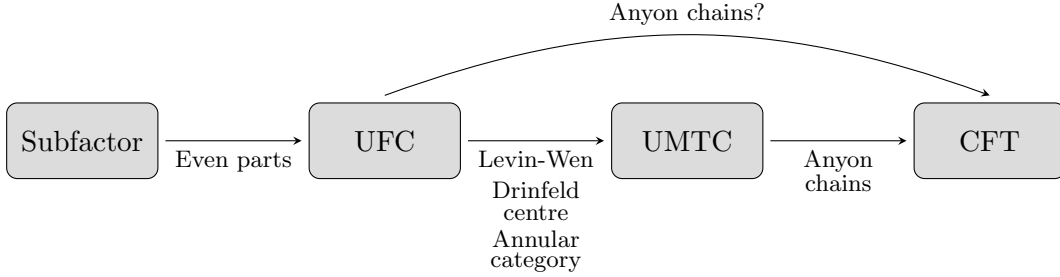 Anyon chains?
Subfactor
Even parts
UFC
Levin-Wen
Drinfeld
centre
Annular
category
UMTC
Anyon
chains
CFT